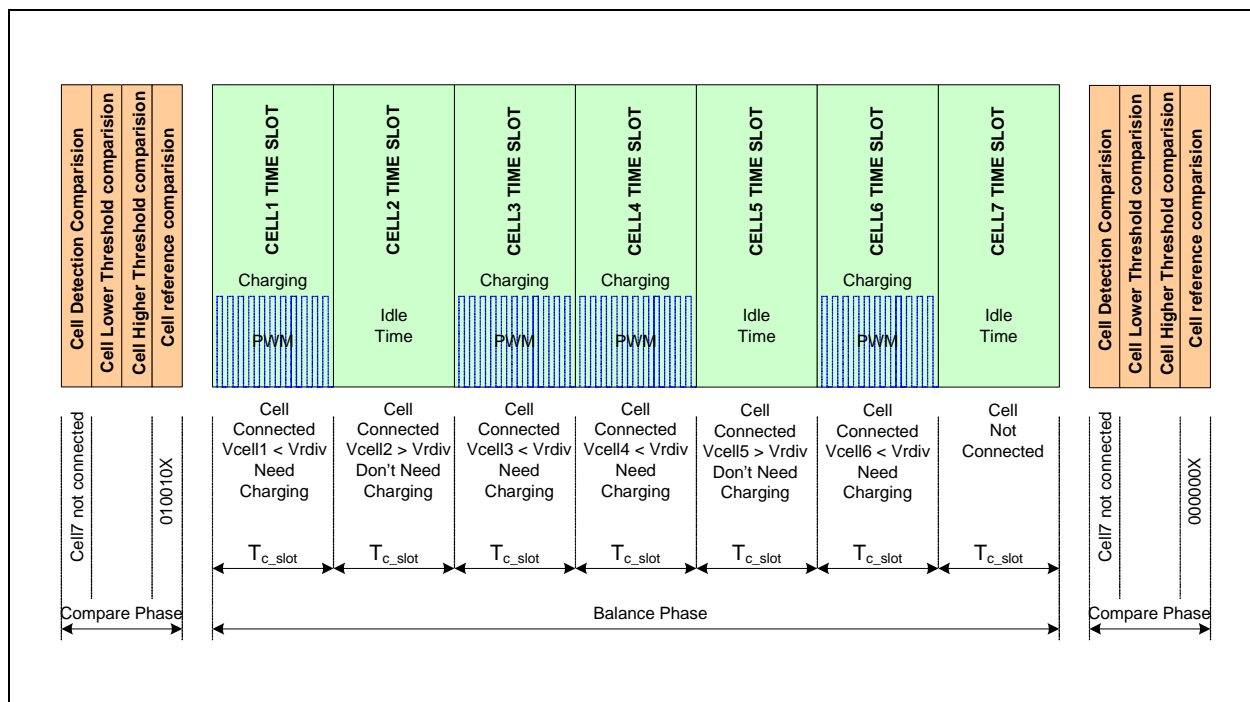 Cell Detection Comparision
Cell Lower Threshold comparision
Cell Higher Threshold comparision
Cell reference comparision
CELL1 TIME SLOT
CELL2 TIME SLOT
CELL3 TIME SLOT
CELL4 TIME SLOT
CELL5 TIME SLOT
CELL6 TIME SLOT
CELL7 TIME SLOT
Cell Detection Comparision
Cell Lower Threshold comparision
Cell Higher Threshold comparision
Cell reference comparision
Charging
PWM
Idle
Time
Charging
PWM
Charging
PWM
Idle
Time
Charging
PWM
Idle
Time
Cell7 not connected
010010X
Cell
Connected
Vcell1 < Vrdiv
Need
Charging
Cell
Connected
Vcell2 > Vrdiv
Don't Need
Charging
Cell
Connected
Vcell3 < Vrdiv
Need
Charging
Cell
Connected
Vcell4 < Vrdiv
Need
Charging
Cell
Connected
Vcell5 > Vrdiv
Don't Need
Charging
Cell
Connected
Vcell6 < Vrdiv
Need
Charging
Cell
Not
Connected
Cell7 not connected
000000X
Tc_slot
Tc_slot
Tc_slot
Tc_slot
Tc_slot
Tc_slot
Tc_slot
Compare Phase
Balance Phase
Compare Phase